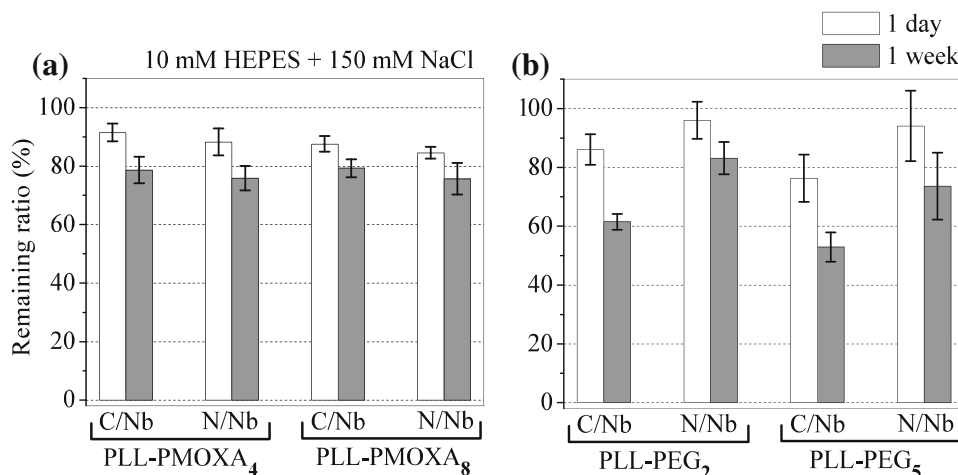 1 day
1 week
(a) 10 mM HEPES + 150 mM NaCl (b)
Remaining ratio (%)
100
80
60
40
20
0
C/Nb N/Nb C/Nb N/Nb
PLL-PMOXA4 PLL-PMOXA8
100
80
60
40
20
0
C/Nb N/Nb C/Nb N/Nb
PLL-PEG2 PLL-PEG5